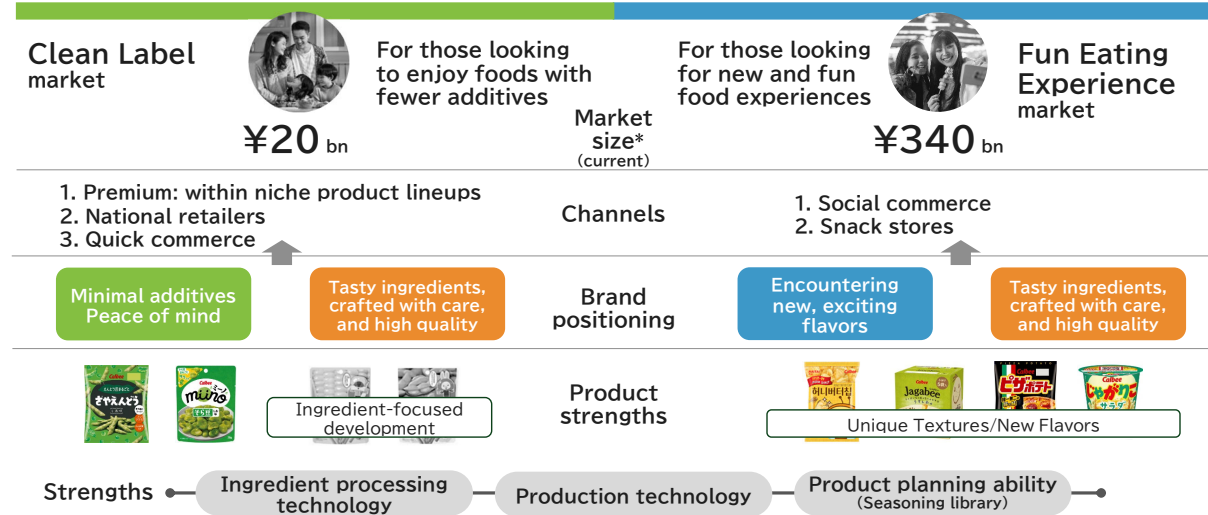 Clean Label
market
For those looking
to enjoy foods with
fewer additives
¥20 bn
Market
size*
(current)
For those looking
for new and fun
food experiences
¥340 bn
Fun Eating
Experience
market
1. Premium: within niche product lineups
2. National retailers
3. Quick commerce
Channels
1. Social commerce
2. Snack stores
Minimal additives
Peace of mind
Tasty ingredients,
crafted with care,
and high quality
Brand
positioning
Encountering
new, exciting
flavors
Tasty ingredients,
crafted with care,
and high quality
Calbee
さやえんどう
Calbee
miino
Ingredient-focused
development
Product
strengths
허니버터칩
Calbee
Jagabee
Calbee
ピザポテト
Calbee
じゃがりこ
サラダ
Unique Textures/New Flavors
Strengths
Ingredient processing
technology
Production technology
Product planning ability
(Seasoning library)